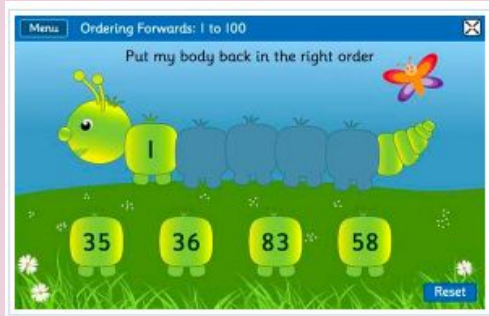 Menu Ordering Forwards: 1 to 100
Put my body back in the right order
1
35 36 83 58
Reset